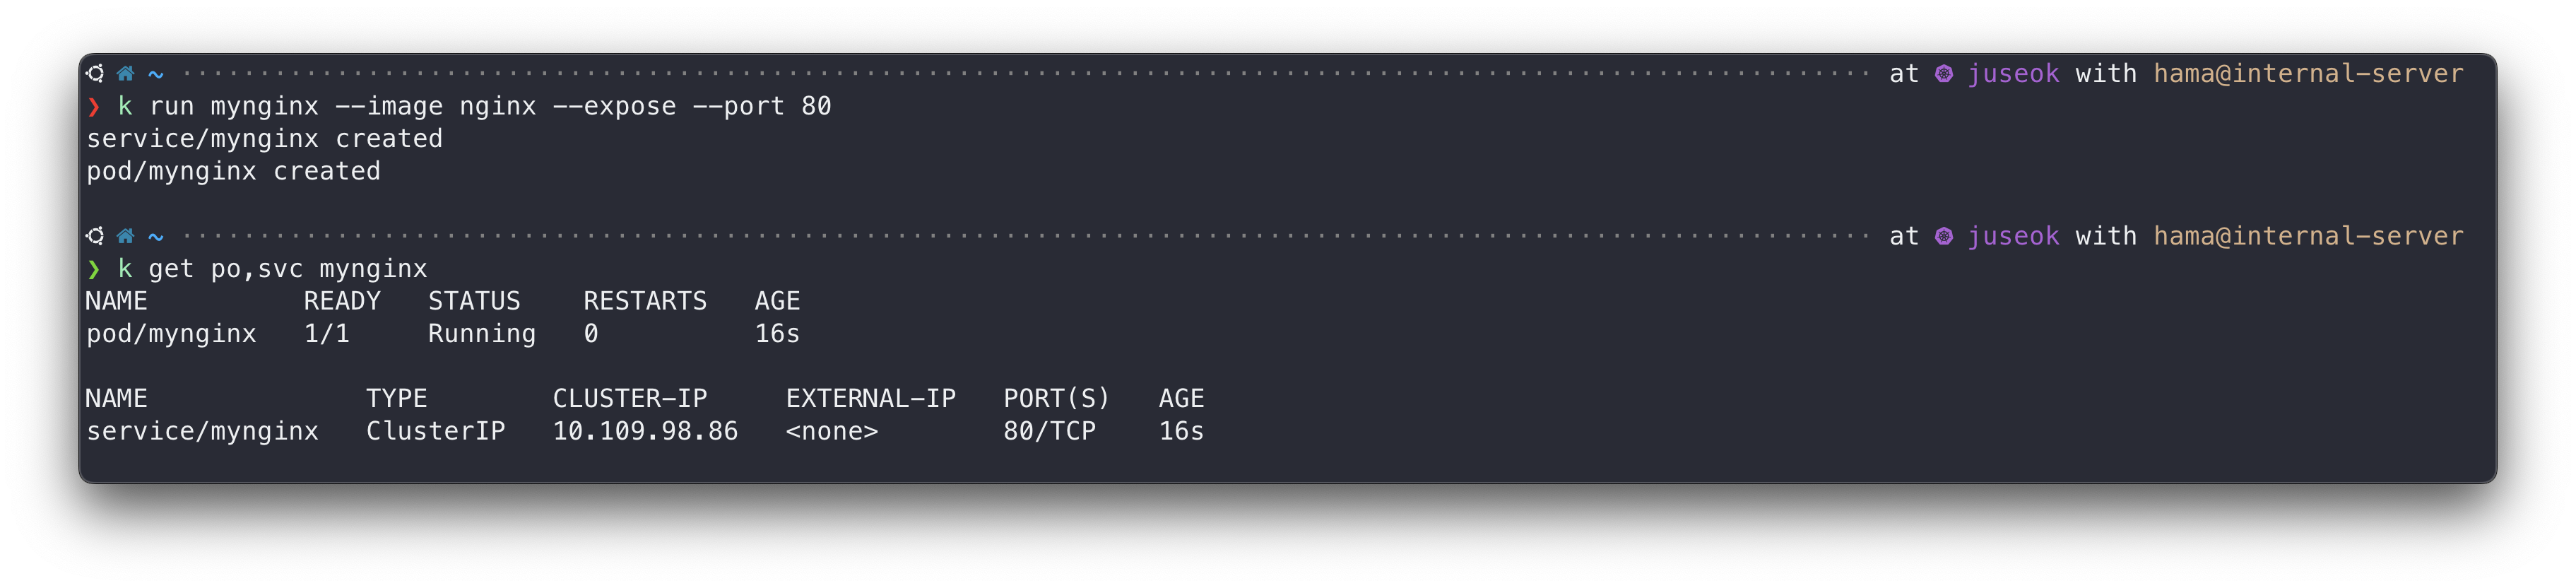 ~ at juseok with hama@internal-server
❯ k run mynginx --image nginx --expose --port 80
service/mynginx created
pod/mynginx created
~ at juseok with hama@internal-server
❯ k get po,svc mynginx
NAME          READY   STATUS    RESTARTS   AGE
pod/mynginx   1/1     Running   0          16s
NAME              TYPE        CLUSTER-IP     EXTERNAL-IP   PORT(S)   AGE
service/mynginx   ClusterIP   10.109.98.86   <none>        80/TCP    16s